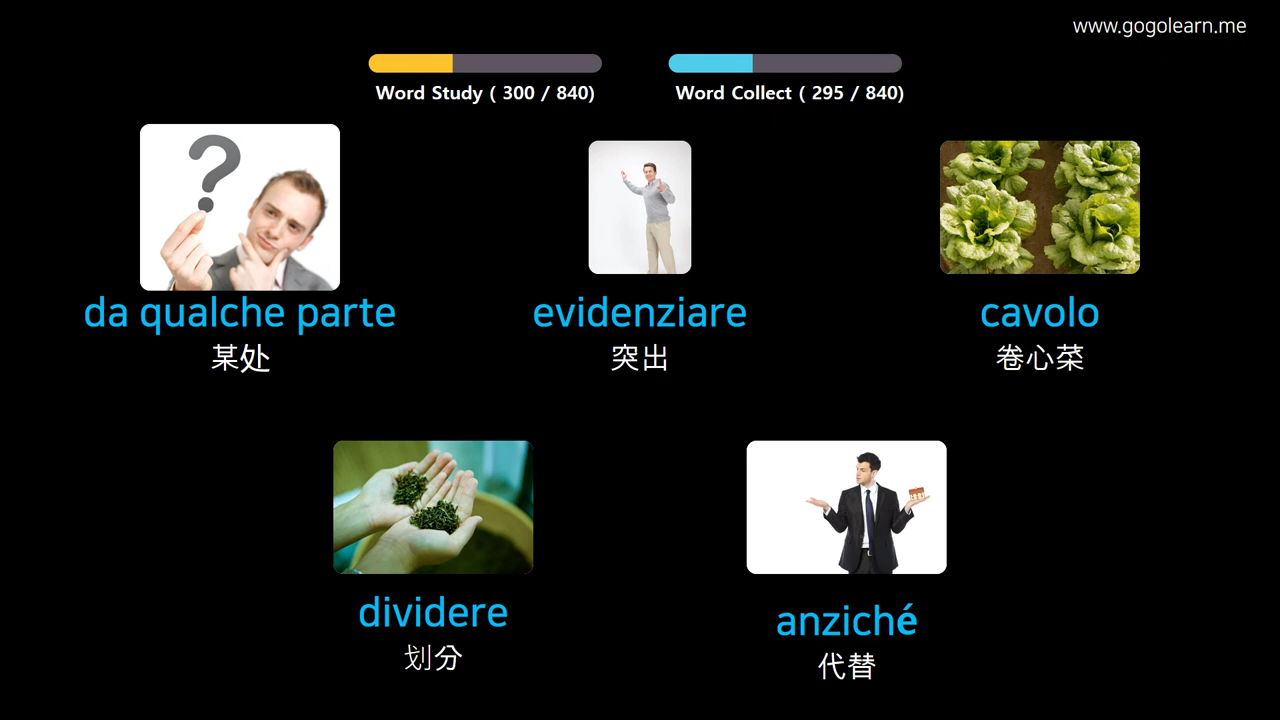 www.gogolearn.me
Word Study ( 300 / 840)
Word Collect ( 295 / 840)
da qualche parte
某处
evidenziare
突出
cavolo
卷心菜
dividere
划分
anziché
代替